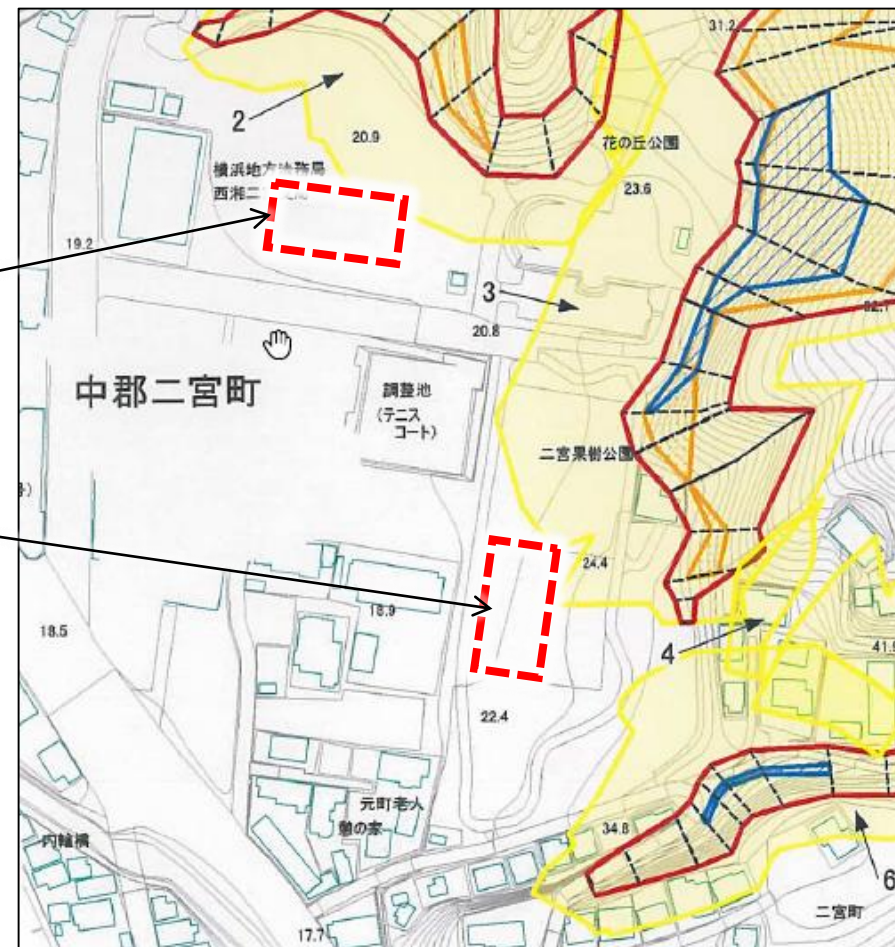 31.2
2
20.9
花の丘公園
横浜地方法務局
西湘二
23.6
19.2
3
20.8
中郡二宮町
調整池
(テニス
コート)
二宮果樹公園
24.4
18.9
18.5
4
22.4
元町老人
憩の家
内輪橋
34.8
6
二宮町
17.7